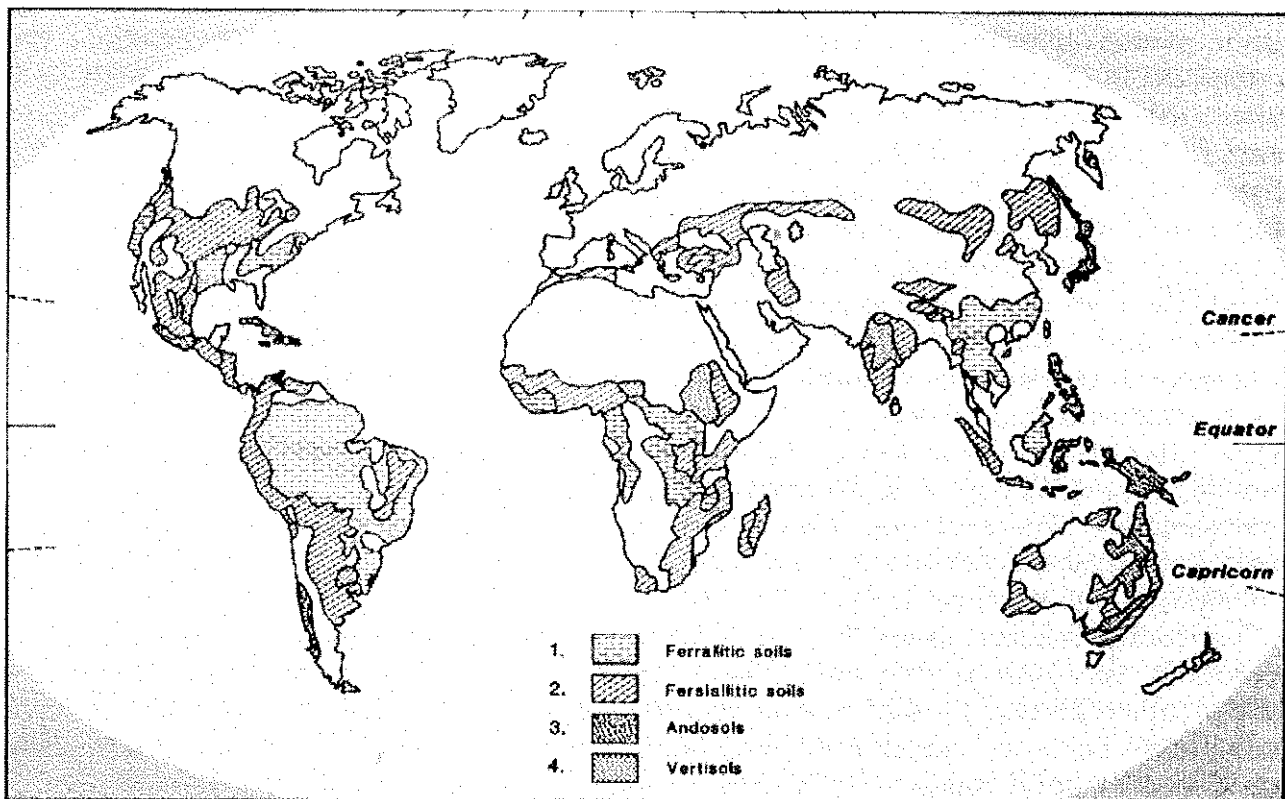 Cancer
Equator
Capricorn
1. Ferrallitic soils
2. Fersiallitic soils
3. Andosols
4. Vertisols